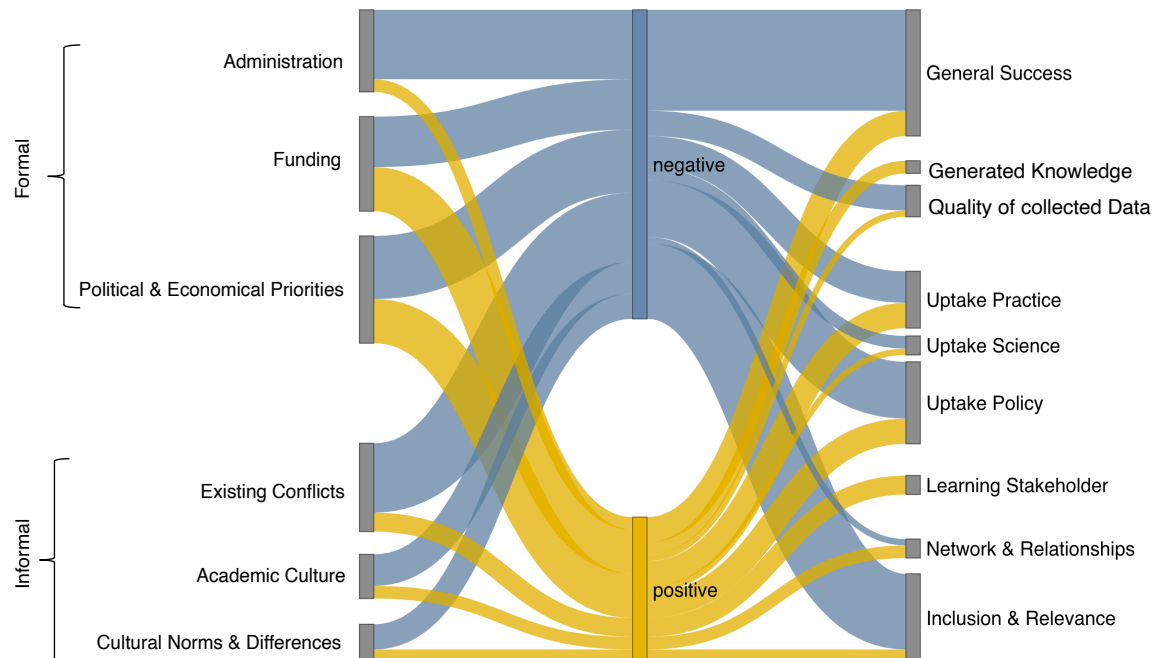 Formal
Administration
Funding
Political & Economical Priorities
Informal
Existing Conflicts
Academic Culture
Cultural Norms & Differences
negative
positive
General Success
Generated Knowledge
Quality of collected Data
Uptake Practice
Uptake Science
Uptake Policy
Learning Stakeholder
Network & Relationships
Inclusion & Relevance